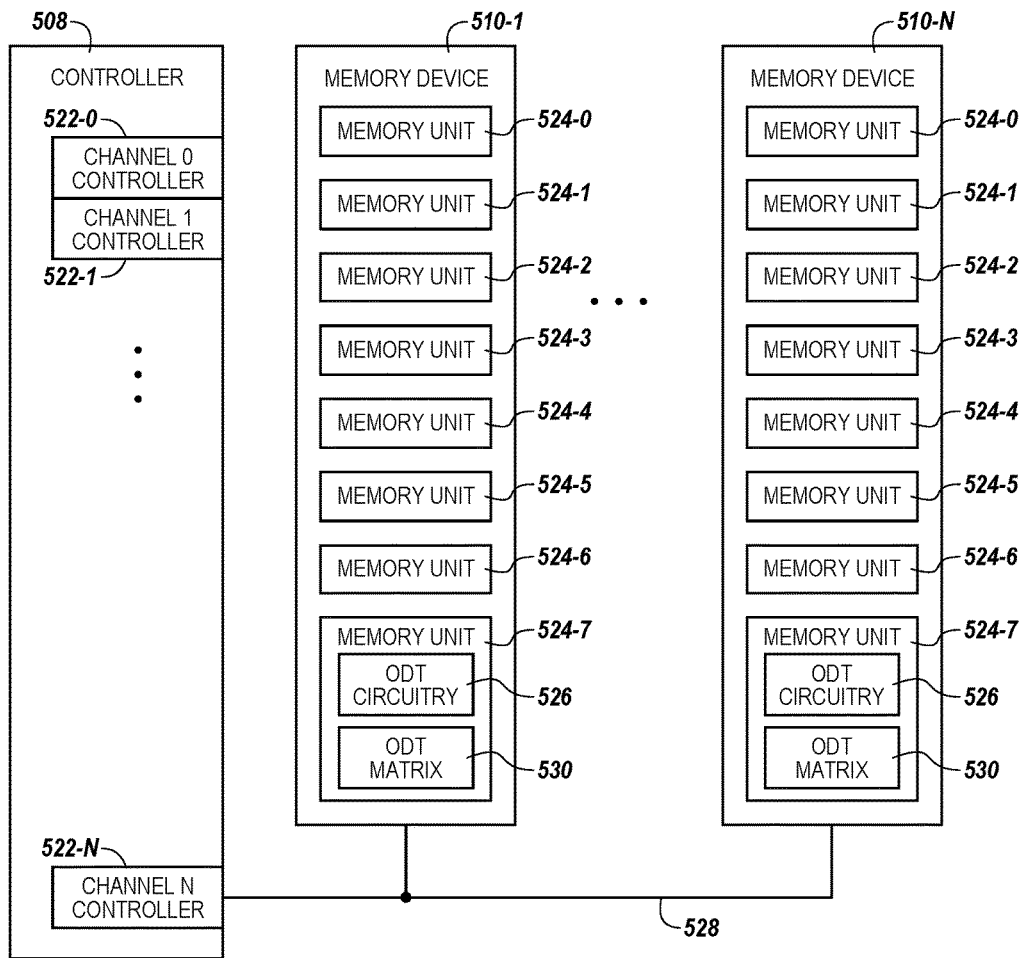 508
510-1
510-N
CONTROLLER
MEMORY DEVICE
MEMORY DEVICE
522-0
CHANNEL 0
CONTROLLER
CHANNEL 1
CONTROLLER
522-1
MEMORY UNIT
524-0
MEMORY UNIT
524-1
MEMORY UNIT
524-2
MEMORY UNIT
524-3
MEMORY UNIT
524-4
MEMORY UNIT
524-5
MEMORY UNIT
524-6
MEMORY UNIT
524-7
ODT
CIRCUITRY
526
ODT
MATRIX
530
MEMORY UNIT
524-0
MEMORY UNIT
524-1
MEMORY UNIT
524-2
MEMORY UNIT
524-3
MEMORY UNIT
524-4
MEMORY UNIT
524-5
MEMORY UNIT
524-6
MEMORY UNIT
524-7
ODT
CIRCUITRY
526
ODT
MATRIX
530
522-N
CHANNEL N
CONTROLLER
528